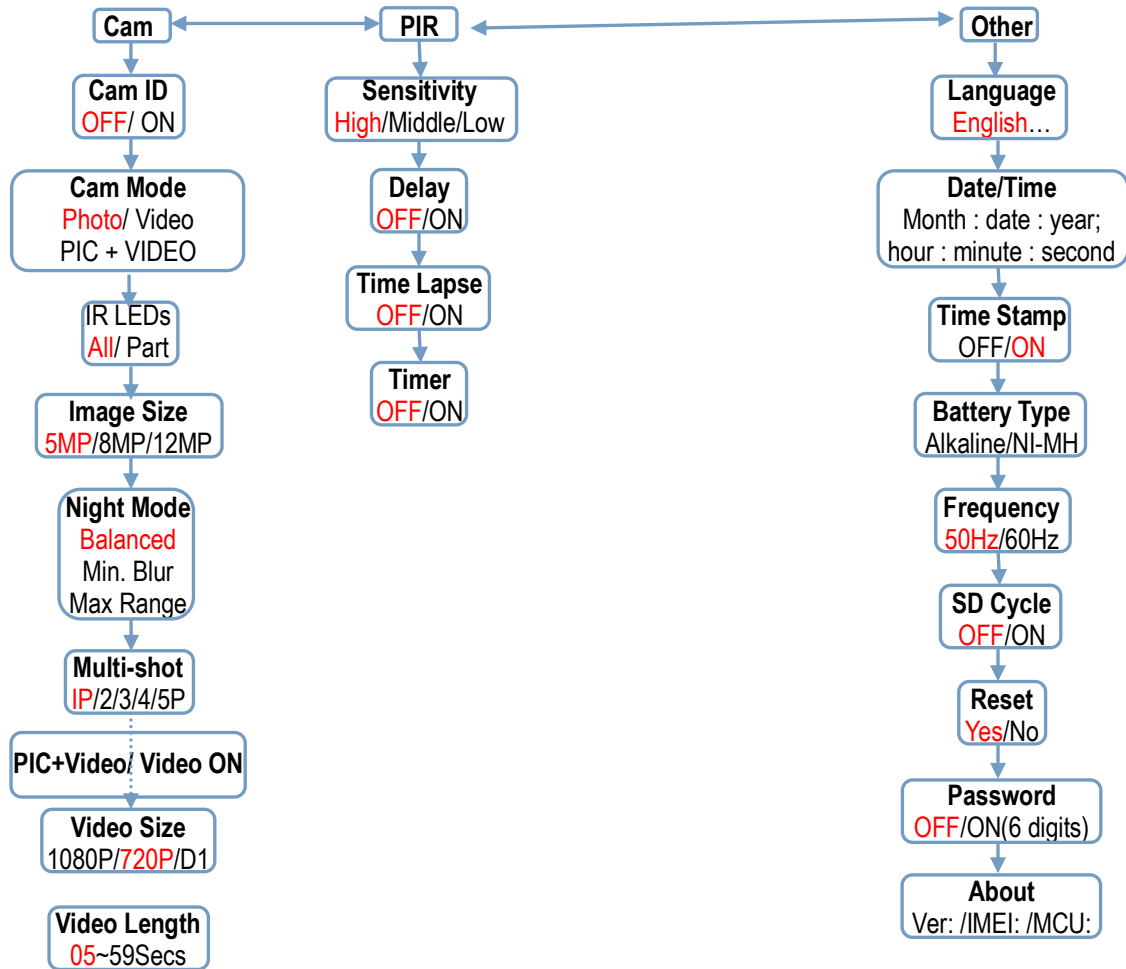 Cam
PIR
Other
Cam ID
OFF/ ON
Cam Mode
Photo/ Video
PIC + VIDEO
IR LEDs
All/ Part
Image Size
5MP/8MP/12MP
Night Mode
Balanced
Min. Blur
Max Range
Multi-shot
IP/2/3/4/5P
PIC+Video/ Video ON
Video Size
1080P/720P/D1
Video Length
05~59Secs
Sensitivity
High/Middle/Low
Delay
OFF/ON
Time Lapse
OFF/ON
Timer
OFF/ON
Language
English…
Date/Time
Month : date : year;
hour : minute : second
Time Stamp
OFF/ON
Battery Type
Alkaline/NI-MH
Frequency
50Hz/60Hz
SD Cycle
OFF/ON
Reset
Yes/No
Password
OFF/ON(6 digits)
About
Ver: /IMEI: /MCU: